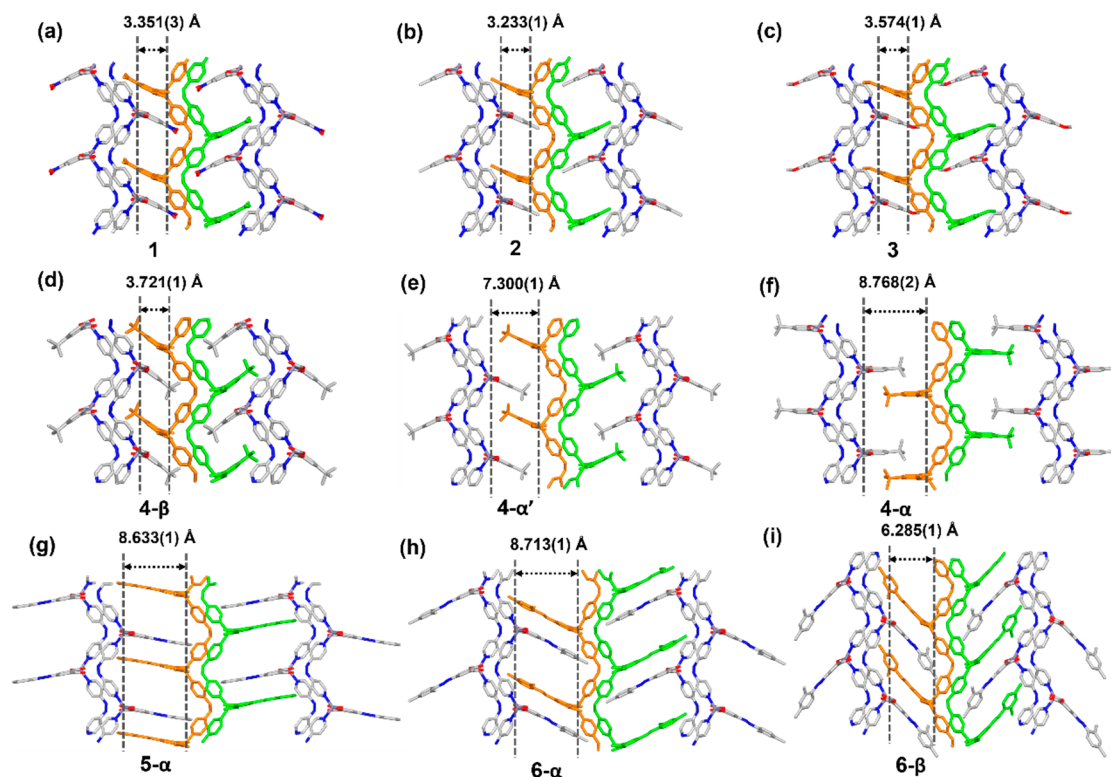 (a)
3.351(3) Å
1
(b)
3.233(1) Å
2
(c)
3.574(1) Å
3
(d)
3.721(1) Å
4-β
(e)
7.300(1) Å
4-α’
(f)
8.768(2) Å
4-α
(g)
8.633(1) Å
5-α
(h)
8.713(1) Å
6-α
(i)
6.285(1) Å
6-β